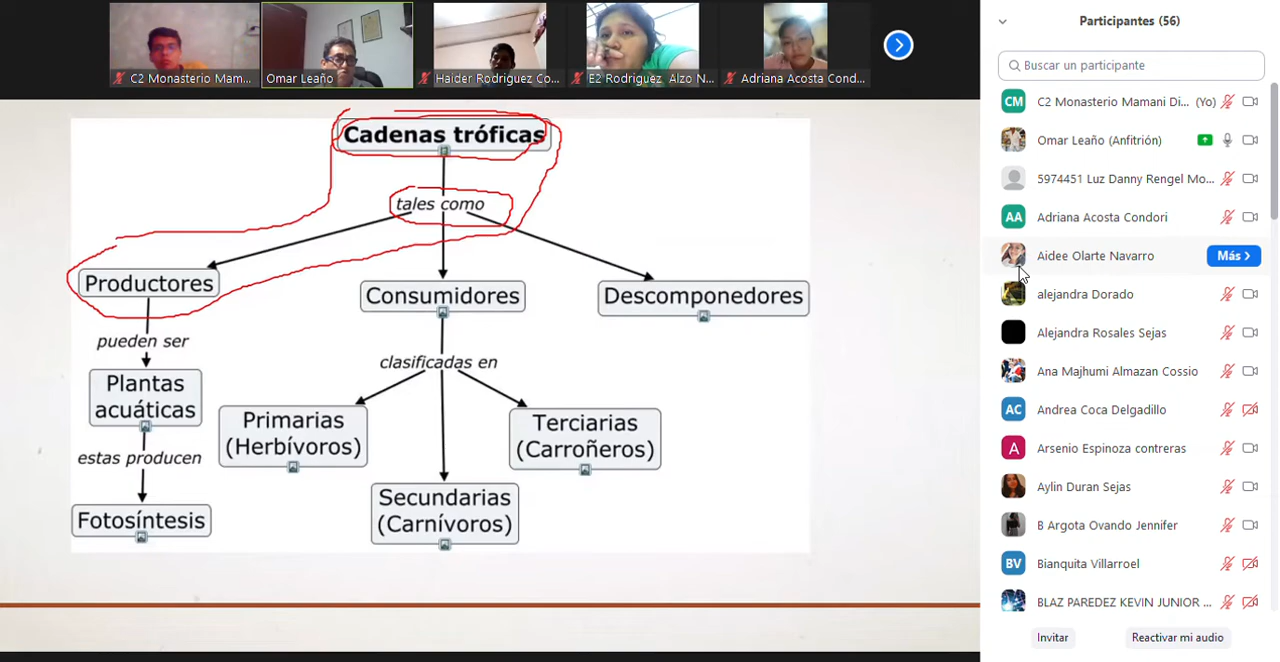 C2 Monasterio Mam...
Omar Leaño
Haider Rodriguez Co...
E2 Rodriguez Alzo N...
Adriana Acosta Cond...
Cadenas tróficas
tales como
Productores
Consumidores
Descomponedores
pueden ser
clasificadas en
Plantas
acuáticas
Primarias
(Herbívoros)
Terciarias
(Carroñeros)
estas producen
Secundarias
(Carnívoros)
Fotosíntesis
Participantes (56)
Buscar un participante
CM C2 Monasterio Mamani Di... (Yo)
Omar Leaño (Anfitrión)
5974451 Luz Danny Rengel Mo...
AA Adriana Acosta Condori
Aidee Olarte Navarro Más
alejandra Dorado
Alejandra Rosales Sejas
Ana Majhumi Almazan Cossio
AC Andrea Coca Delgadillo
A Arsenio Espinoza contreras
Aylin Duran Sejas
B Argota Ovando Jennifer
BV Bianquita Villarroel
BLAZ PAREDEZ KEVIN JUNIOR ...
Invitar
Reactivar mi audio